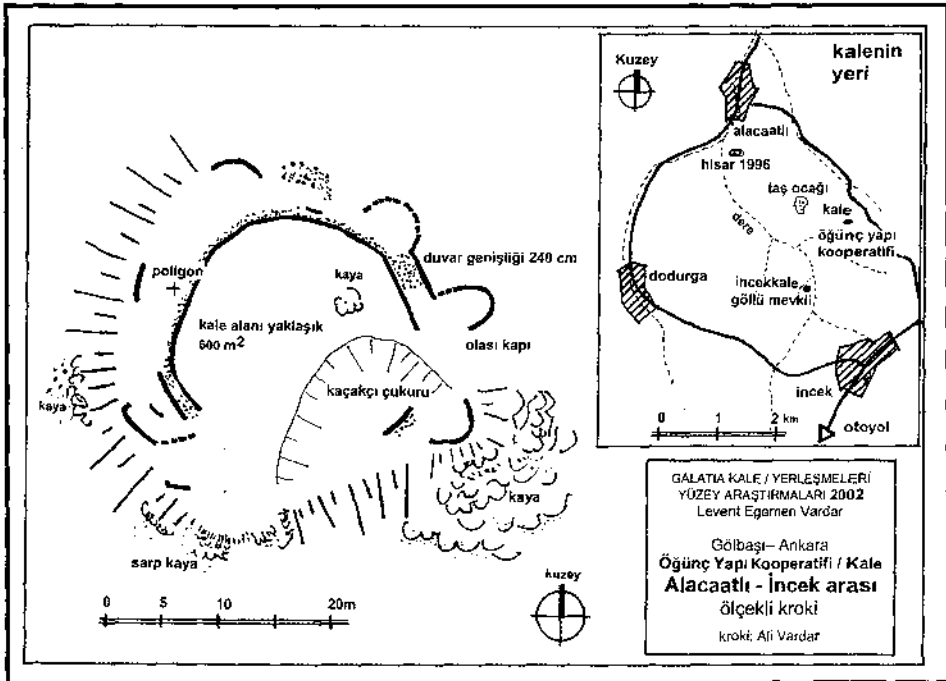 poligon
kale alanı yaklaşık
600 m²
kaya
duvar genişliği 240 cm
olası kapı
kaçakçı çukuru
kaya
kaya
sarp kaya
0 5 10 20m
kuzey
kalenin
yeri
Kuzey
alacaatlı
hisar 1996
taş ocağı
kale
öğünç yapı
kooperatifi
dere
dodurga
incekkale
göllü mevkii
incek
otoyol
0 1 2 km
GALATIA KALE / YERLEŞMELERİ
YÜZEY ARAŞTIRMALARI 2002
Levent Egemen Vardar
Gölbaşı – Ankara
Öğünç Yapı Kooperatifi / Kale
Alacaatlı - İncek arası
ölçekli kroki
kroki: Ali Vardar